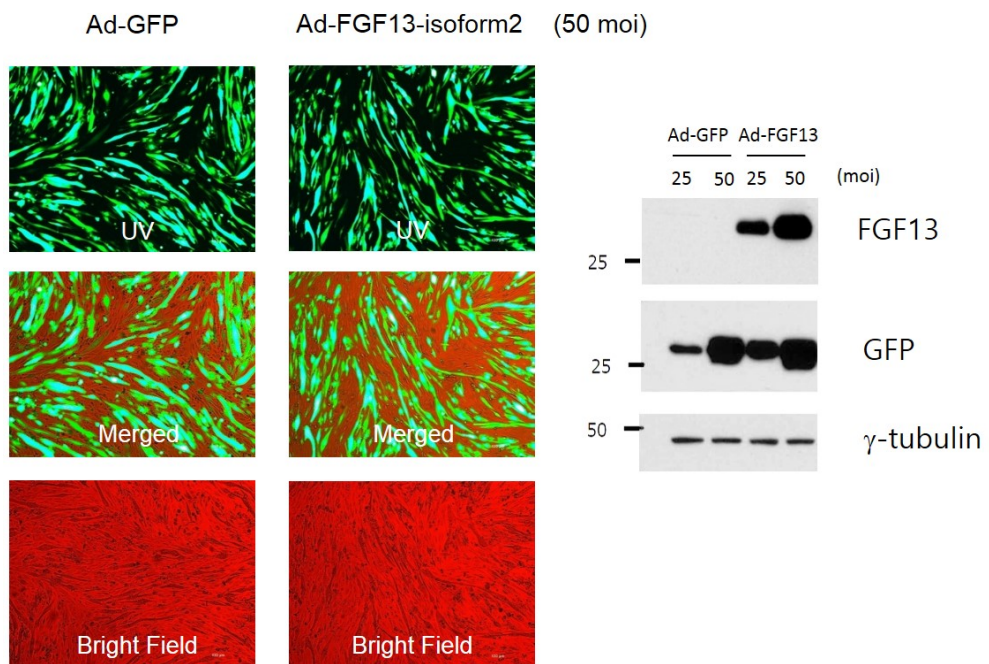 Ad-GFP
Ad-FGF13-isoform2 (50 moi)
UV
UV
Merged
Merged
Bright Field
Bright Field
Ad-GFP Ad-FGF13
25 50 25 50 (moi)
FGF13
25
GFP
25
50
γ-tubulin